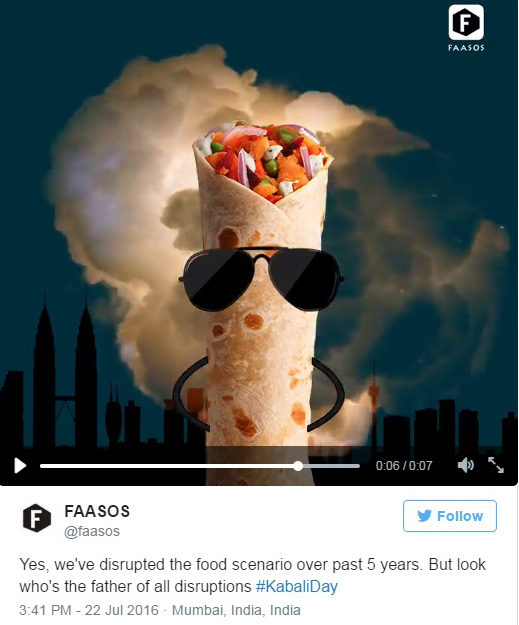 F
FAASOS
0:06 / 0:07
F
FAASOS
@faasos
Follow
Yes, we've disrupted the food scenario over past 5 years. But look
who's the father of all disruptions #KabaliDay
3:41 PM - 22 Jul 2016 · Mumbai, India, India